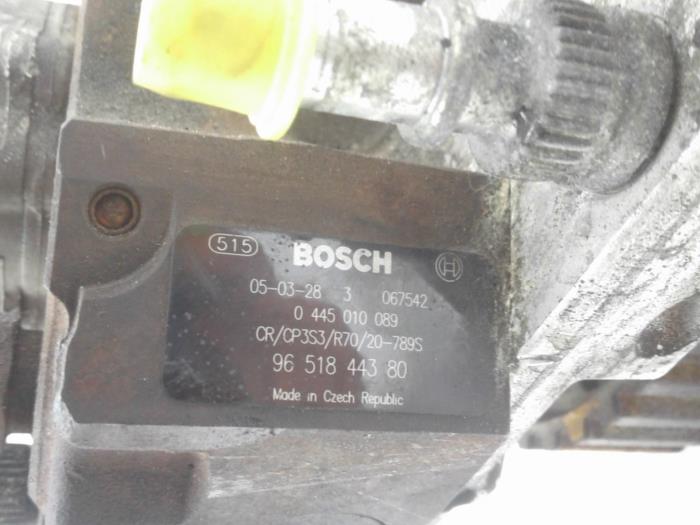 515 BOSCH
05-03-28 3 067542
0 445 010 089
CR/CP3S3/R70/20-789S
96 518 443 80
Made in Czech Republic